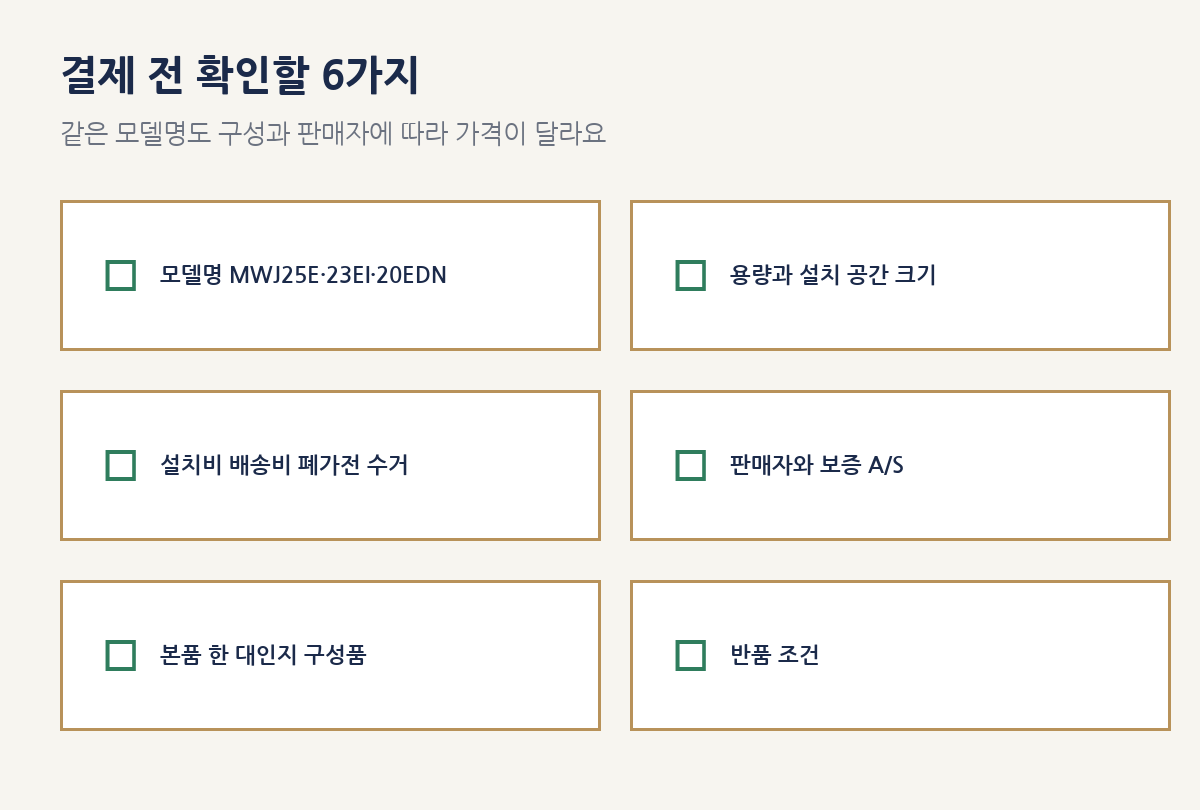 결제 전 확인할 6가지
같은 모델명도 구성과 판매자에 따라 가격이 달라요
모델명 MWJ25E·23EI·20EDN
용량과 설치 공간 크기
설치비 배송비 폐가전 수거
판매자와 보증 A/S
본품 한 대인지 구성품
반품 조건